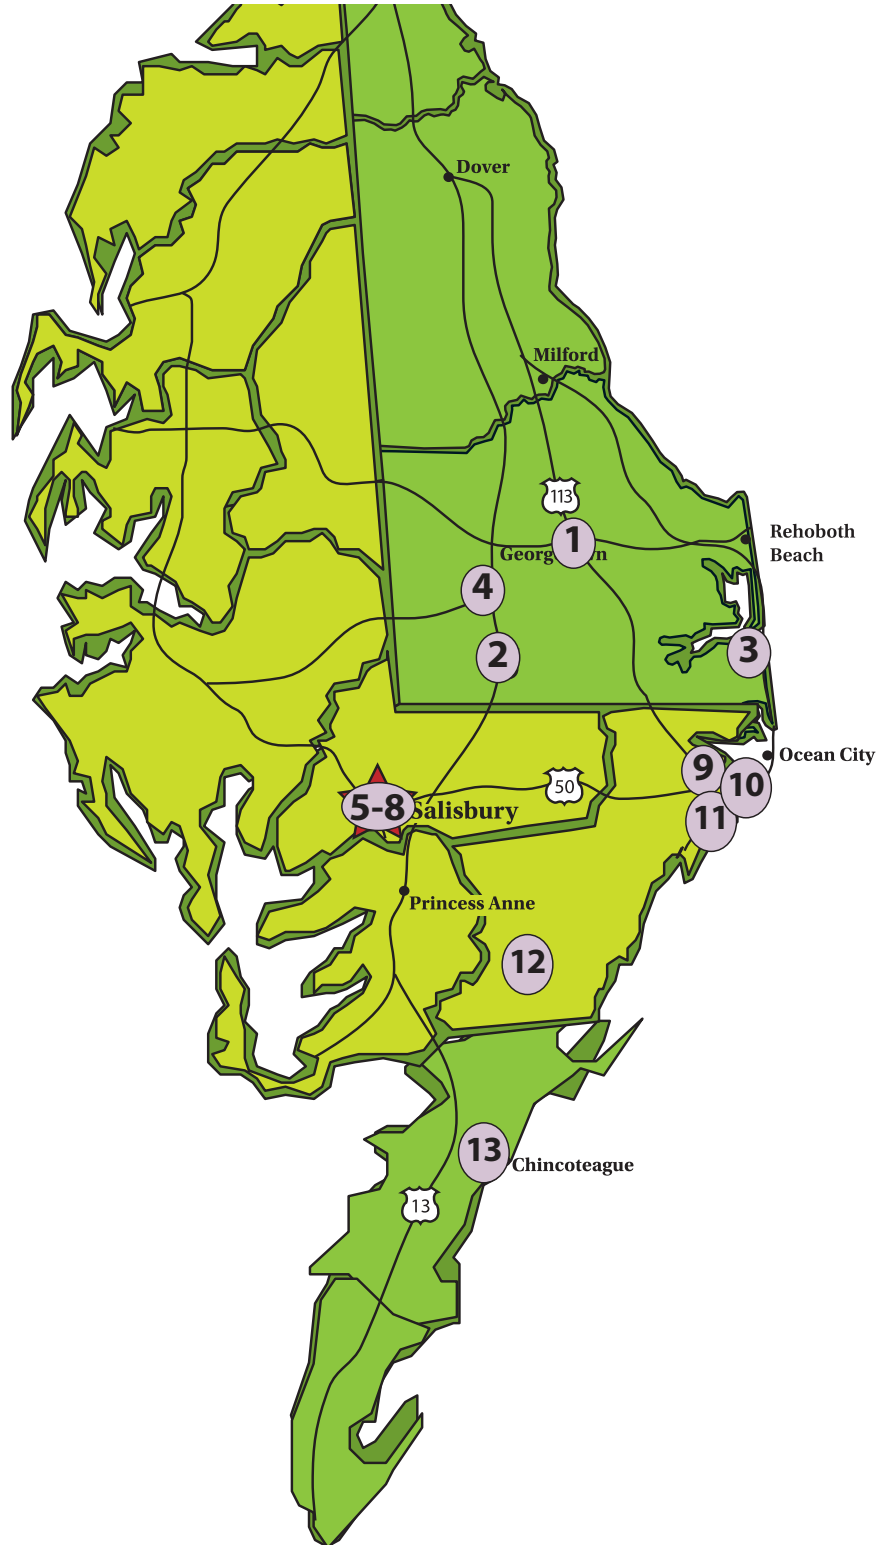 Dover
Milford
113
1
Rehoboth
Beach
Georg
n
4
2
3
Ocean City
9
50
10
5-8
Salisbury
11
Princess Anne
12
13
Chincoteague
13